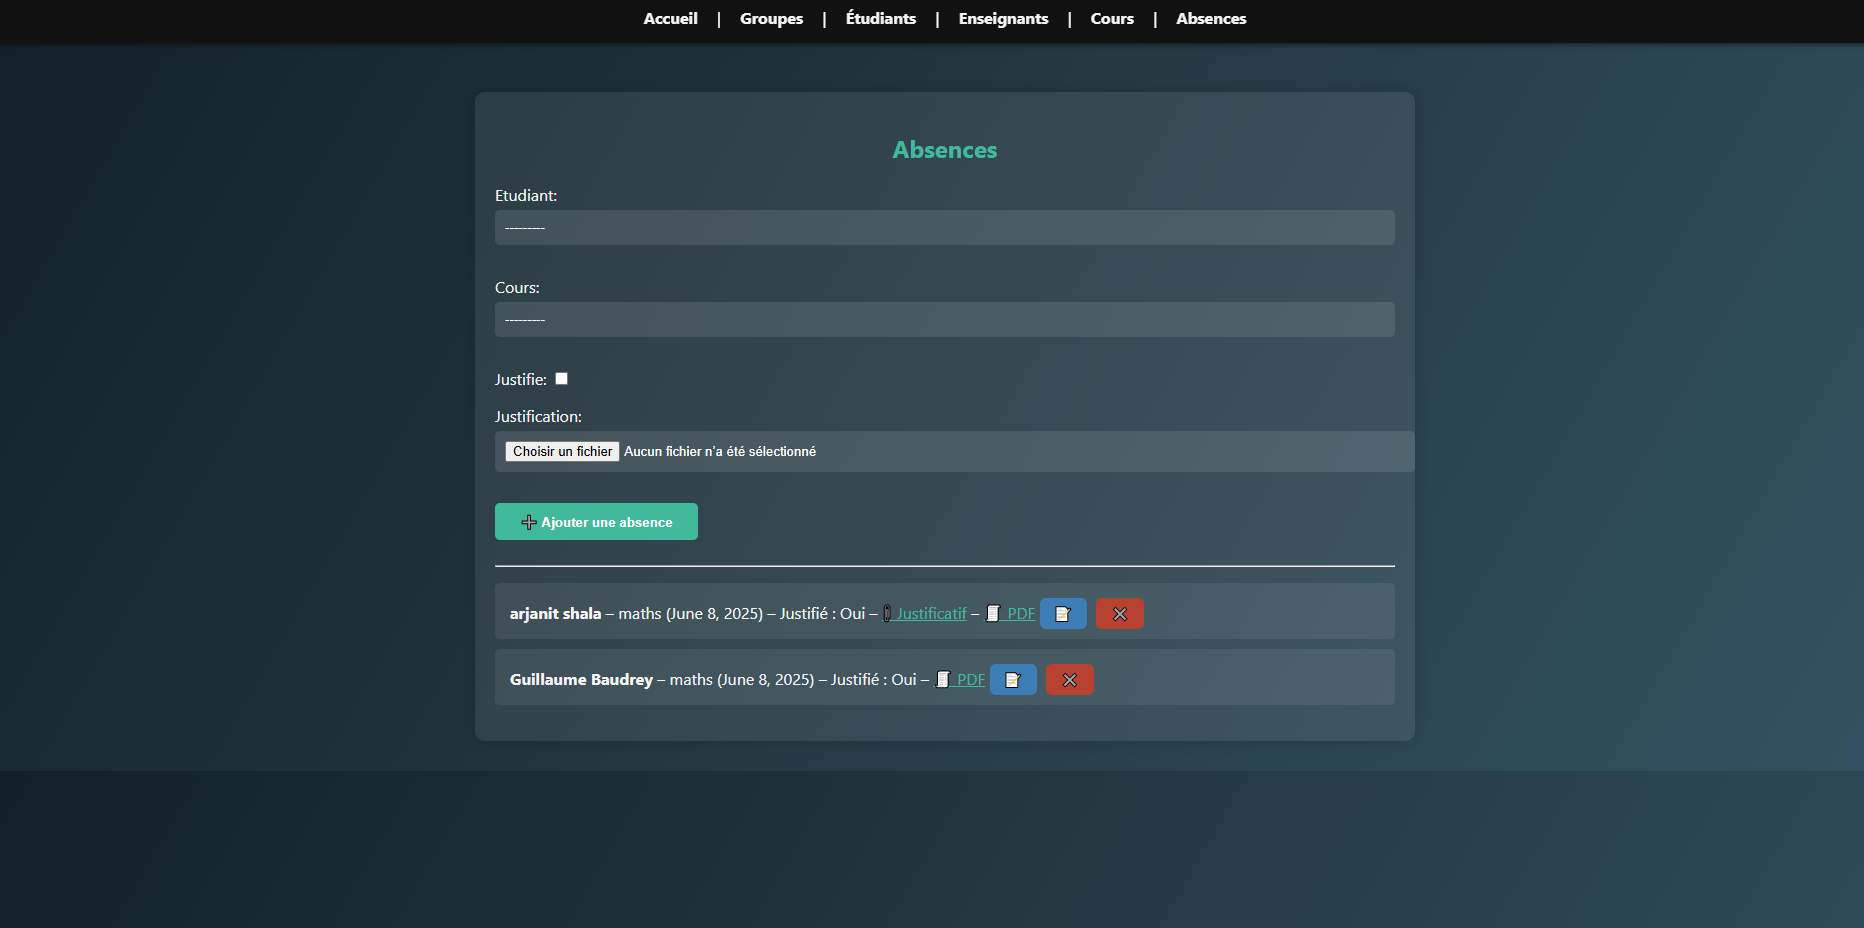 Accueil | Groupes | Étudiants | Enseignants | Cours | Absences
Absences
Etudiant:
---------
Cours:
---------
Justifie:
Justification:
Choisir un fichier Aucun fichier n'a été sélectionné
➕ Ajouter une absence
arjanit shala – maths (June 8, 2025) – Justifié : Oui – 📎 Justificatif – 📜 PDF 📝 ❌
Guillaume Baudrey – maths (June 8, 2025) – Justifié : Oui – 📜 PDF 📝 ❌